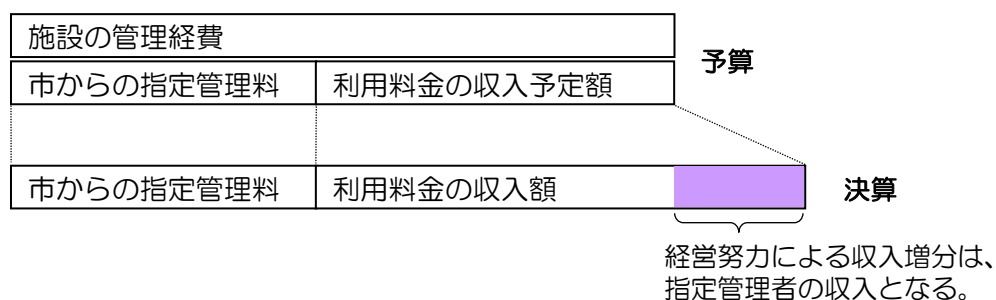 施設の管理経費
予算
市からの指定管理料
利用料金の収入予定額
市からの指定管理料
利用料金の収入額
決算
経営努力による収入増分は、
指定管理者の収入となる。